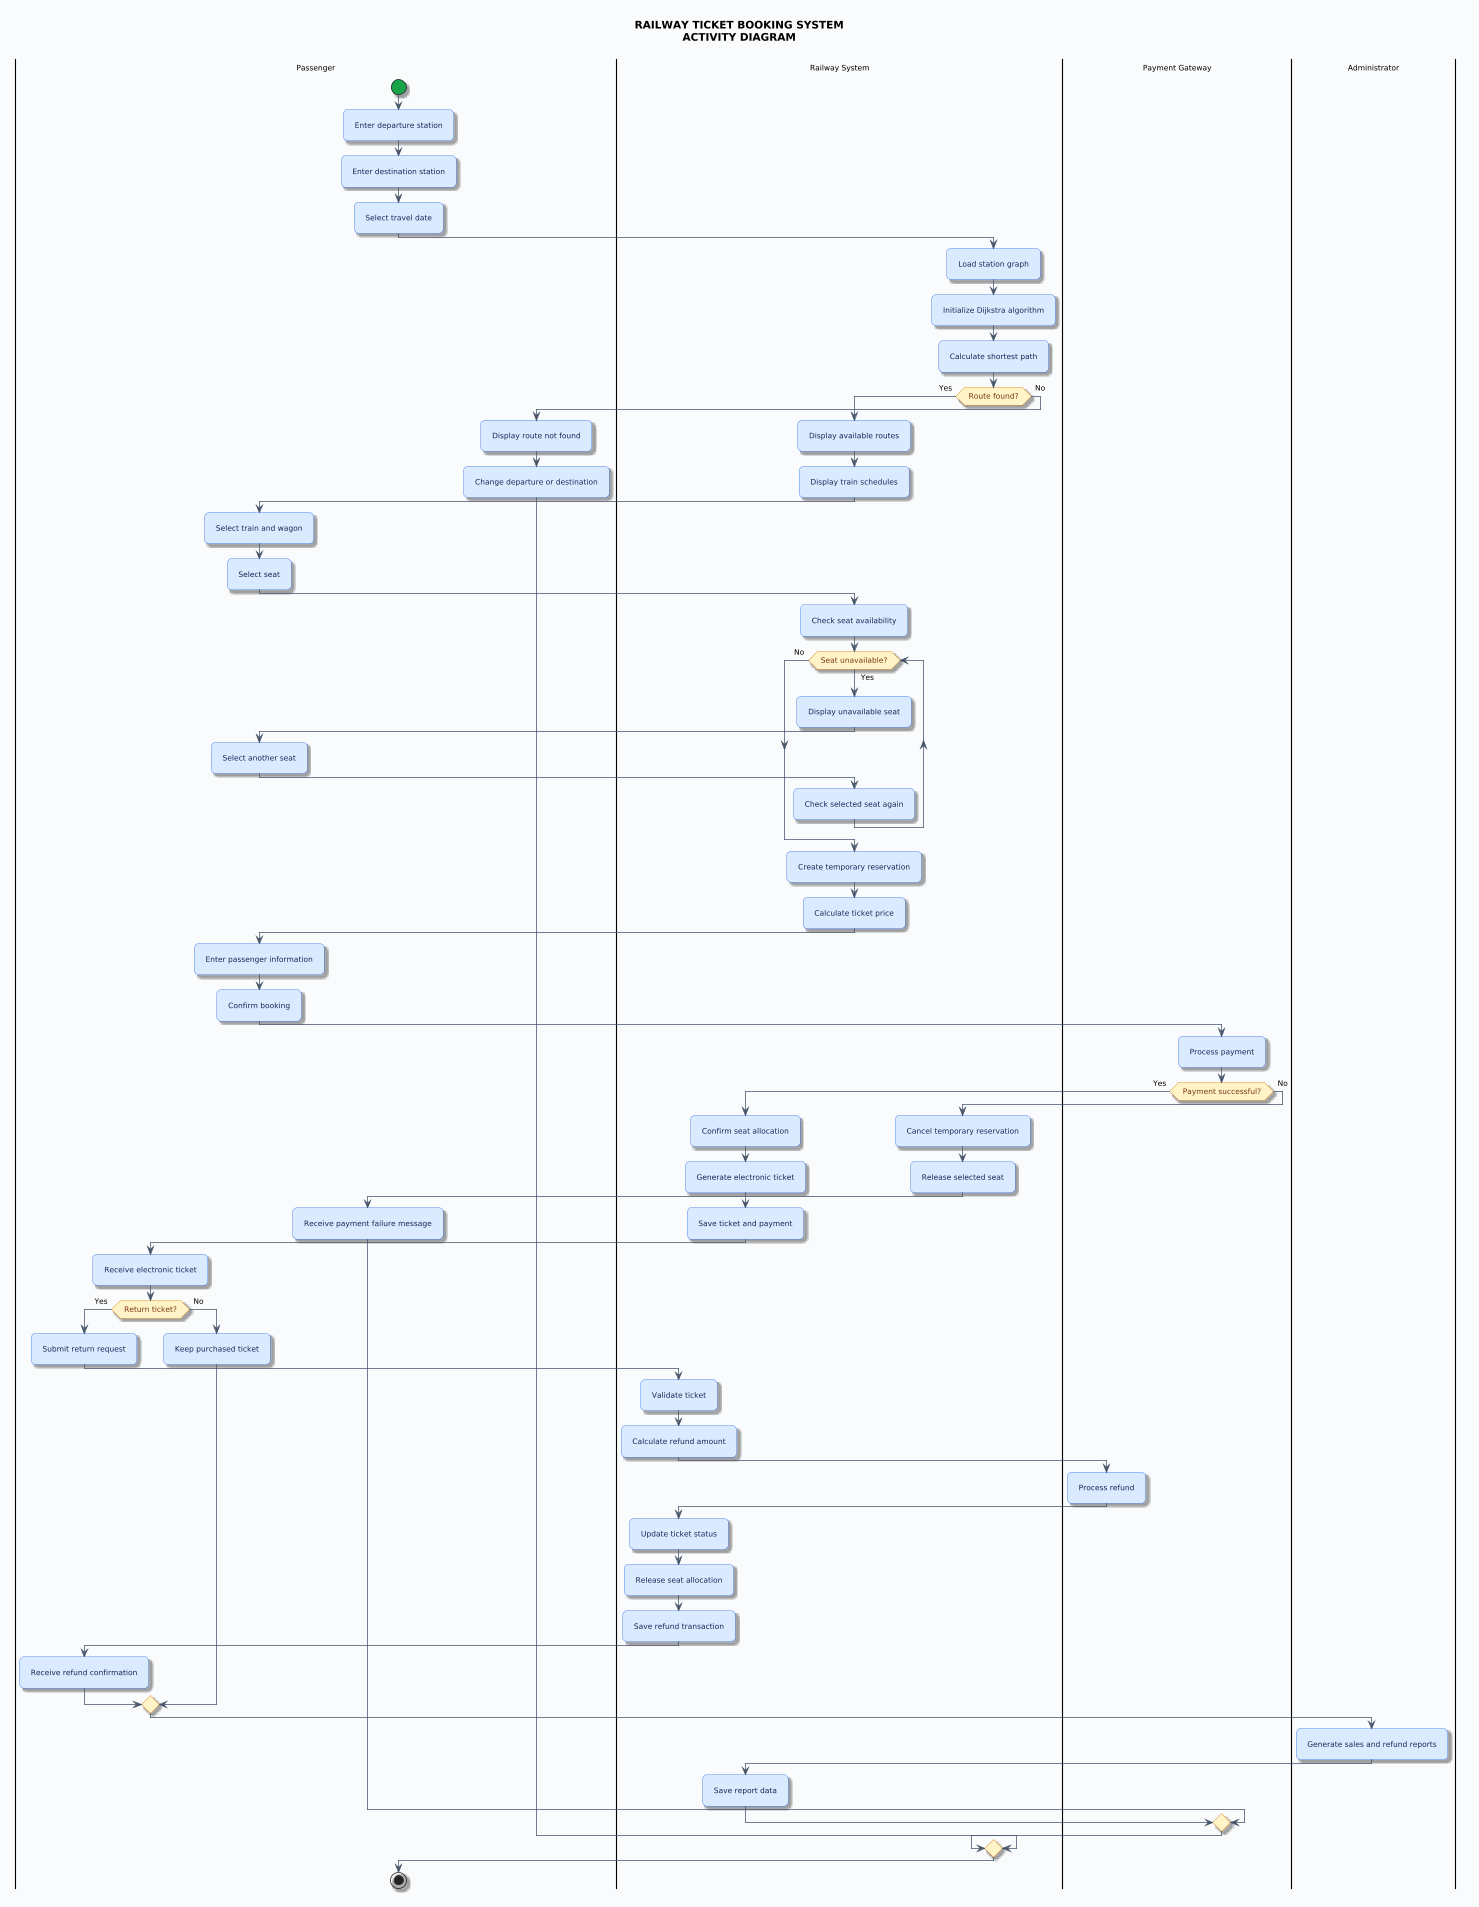 RAILWAY TICKET BOOKING SYSTEM
ACTIVITY DIAGRAM
Passenger
Railway System
Payment Gateway
Administrator
Enter departure station
Enter destination station
Select travel date
Load station graph
Initialize Dijkstra algorithm
Calculate shortest path
Yes
Route found?
No
Display route not found
Display available routes
Change departure or destination
Display train schedules
Select train and wagon
Select seat
Check seat availability
No
Seat unavailable?
Yes
Display unavailable seat
Select another seat
Check selected seat again
Create temporary reservation
Calculate ticket price
Enter passenger information
Confirm booking
Process payment
Yes
Payment successful?
No
Confirm seat allocation
Cancel temporary reservation
Generate electronic ticket
Release selected seat
Receive payment failure message
Save ticket and payment
Receive electronic ticket
Yes
Return ticket?
No
Submit return request
Keep purchased ticket
Validate ticket
Calculate refund amount
Process refund
Update ticket status
Release seat allocation
Save refund transaction
Receive refund confirmation
Generate sales and refund reports
Save report data